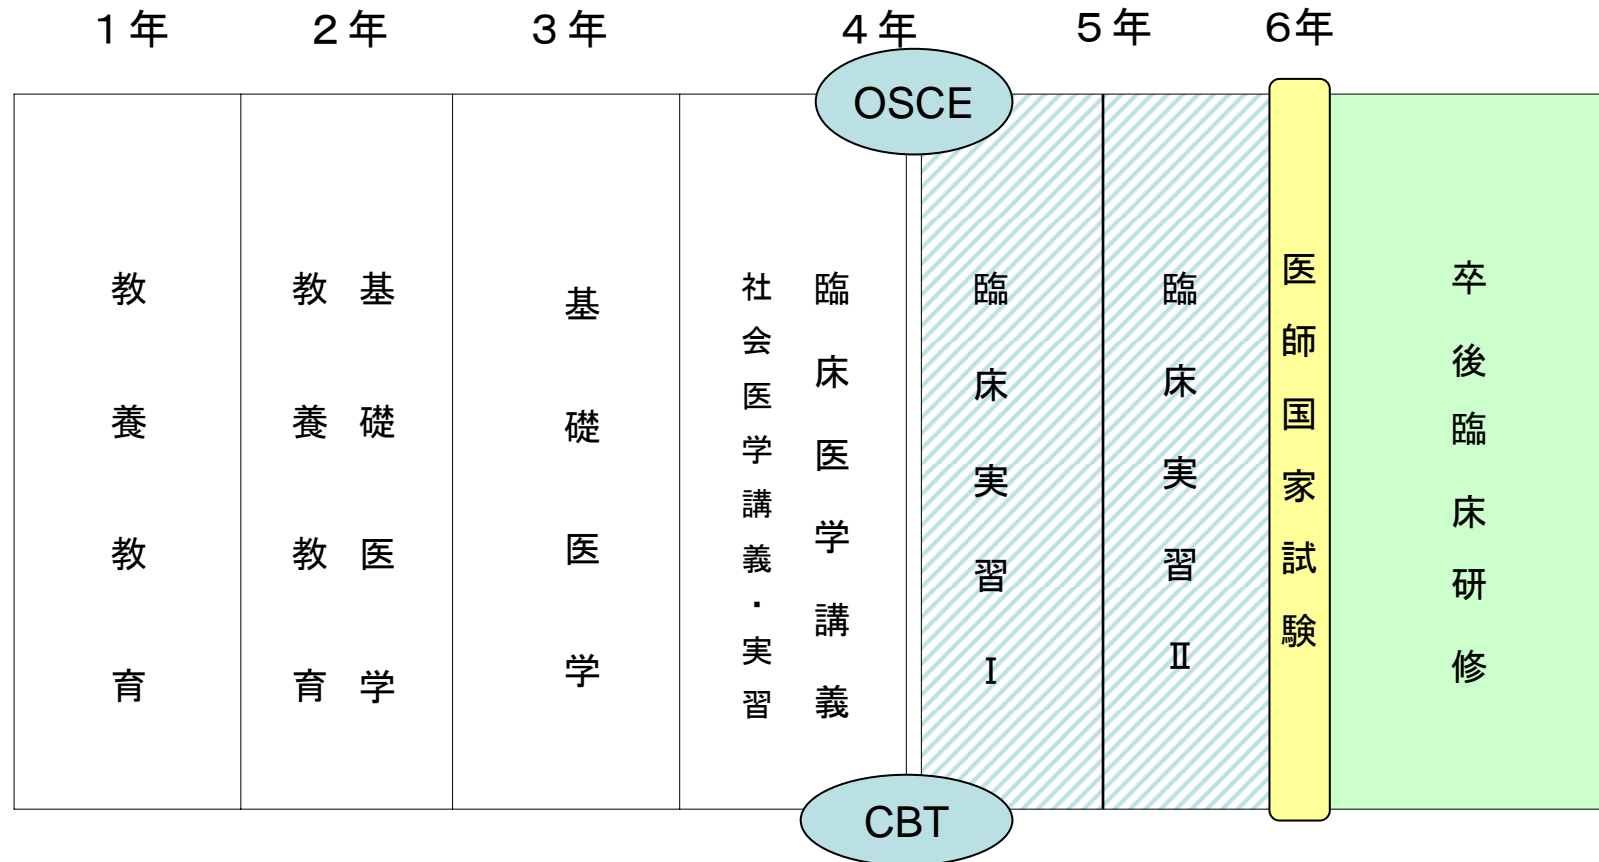 1年
2年
3年
4年
5年
6年
OSCE
教養教育
基礎医学
教養教育
基礎医学
臨床医学講義
社会医学講義・実習
臨床実習Ⅰ
臨床実習Ⅱ
医師国家試験
卒後臨床研修
CBT